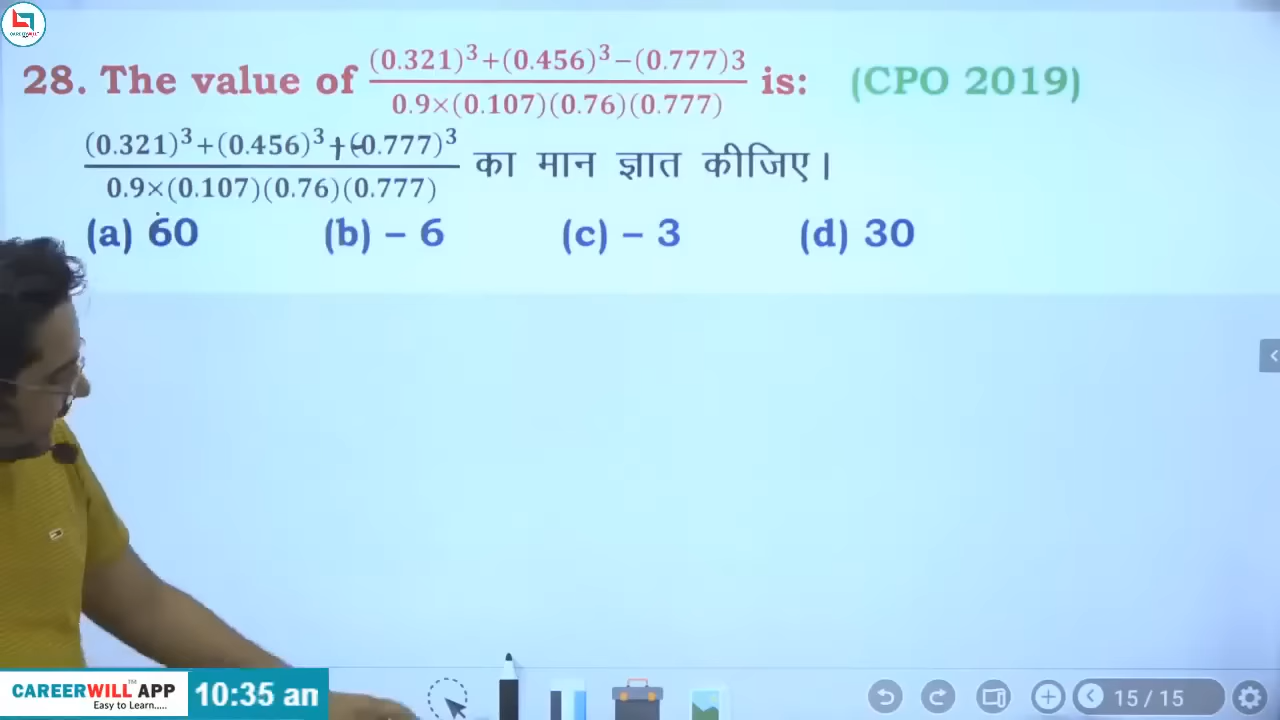 CAREERWILL
28. The value of (0.321)³+(0.456)³−(0.777)3 / 0.9×(0.107)(0.76)(0.777) is: (CPO 2019)
(0.321)³+(0.456)³+(-0.777)³ / 0.9×(0.107)(0.76)(0.777) का मान ज्ञात कीजिए।
(a) 60 (b) – 6 (c) – 3 (d) 30
CAREERWILL™ APP
Easy to Learn.....
10:35 an
15 / 15